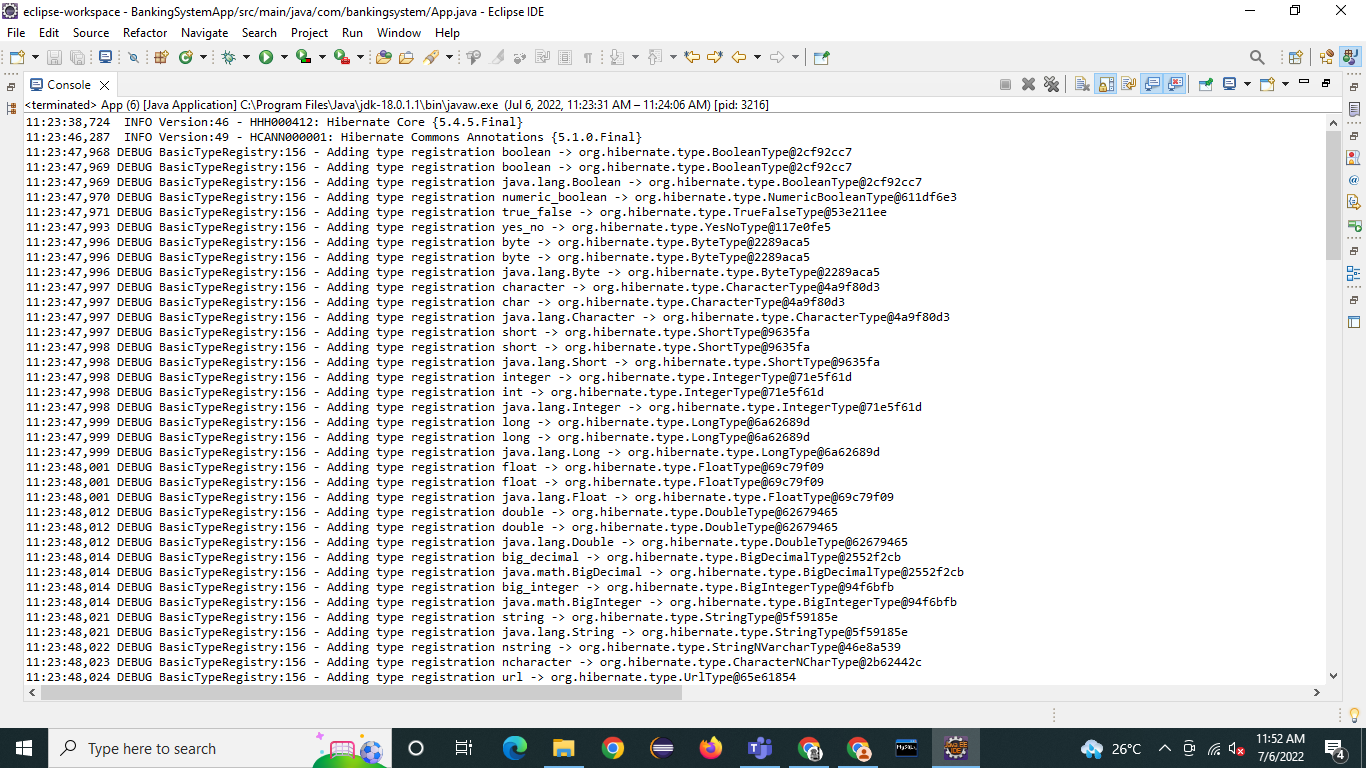 eclipse-workspace - BankingSystemApp/src/main/java/com/bankingsystem/App.java - Eclipse IDE
File Edit Source Refactor Navigate Search Project Run Window Help
Console
<terminated> App (6) [Java Application] C:\Program Files\Java\jdk-18.0.1.1\bin\javaw.exe (Jul 6, 2022, 11:23:31 AM – 11:24:06 AM) [pid: 3216]
11:23:38,724  INFO Version:46 - HHH000412: Hibernate Core {5.4.5.Final}
11:23:46,287  INFO Version:49 - HCANN000001: Hibernate Commons Annotations {5.1.0.Final}
11:23:47,968 DEBUG BasicTypeRegistry:156 - Adding type registration boolean -> org.hibernate.type.BooleanType@2cf92cc7
11:23:47,969 DEBUG BasicTypeRegistry:156 - Adding type registration boolean -> org.hibernate.type.BooleanType@2cf92cc7
11:23:47,969 DEBUG BasicTypeRegistry:156 - Adding type registration java.lang.Boolean -> org.hibernate.type.BooleanType@2cf92cc7
11:23:47,970 DEBUG BasicTypeRegistry:156 - Adding type registration numeric_boolean -> org.hibernate.type.NumericBooleanType@611df6e3
11:23:47,971 DEBUG BasicTypeRegistry:156 - Adding type registration true_false -> org.hibernate.type.TrueFalseType@53e211ee
11:23:47,993 DEBUG BasicTypeRegistry:156 - Adding type registration yes_no -> org.hibernate.type.YesNoType@117e0fe5
11:23:47,996 DEBUG BasicTypeRegistry:156 - Adding type registration byte -> org.hibernate.type.ByteType@2289aca5
11:23:47,996 DEBUG BasicTypeRegistry:156 - Adding type registration byte -> org.hibernate.type.ByteType@2289aca5
11:23:47,996 DEBUG BasicTypeRegistry:156 - Adding type registration java.lang.Byte -> org.hibernate.type.ByteType@2289aca5
11:23:47,997 DEBUG BasicTypeRegistry:156 - Adding type registration character -> org.hibernate.type.CharacterType@4a9f80d3
11:23:47,997 DEBUG BasicTypeRegistry:156 - Adding type registration char -> org.hibernate.type.CharacterType@4a9f80d3
11:23:47,997 DEBUG BasicTypeRegistry:156 - Adding type registration java.lang.Character -> org.hibernate.type.CharacterType@4a9f80d3
11:23:47,997 DEBUG BasicTypeRegistry:156 - Adding type registration short -> org.hibernate.type.ShortType@9635fa
11:23:47,998 DEBUG BasicTypeRegistry:156 - Adding type registration short -> org.hibernate.type.ShortType@9635fa
11:23:47,998 DEBUG BasicTypeRegistry:156 - Adding type registration java.lang.Short -> org.hibernate.type.ShortType@9635fa
11:23:47,998 DEBUG BasicTypeRegistry:156 - Adding type registration integer -> org.hibernate.type.IntegerType@71e5f61d
11:23:47,998 DEBUG BasicTypeRegistry:156 - Adding type registration int -> org.hibernate.type.IntegerType@71e5f61d
11:23:47,998 DEBUG BasicTypeRegistry:156 - Adding type registration java.lang.Integer -> org.hibernate.type.IntegerType@71e5f61d
11:23:47,999 DEBUG BasicTypeRegistry:156 - Adding type registration long -> org.hibernate.type.LongType@6a62689d
11:23:47,999 DEBUG BasicTypeRegistry:156 - Adding type registration long -> org.hibernate.type.LongType@6a62689d
11:23:47,999 DEBUG BasicTypeRegistry:156 - Adding type registration java.lang.Long -> org.hibernate.type.LongType@6a62689d
11:23:48,001 DEBUG BasicTypeRegistry:156 - Adding type registration float -> org.hibernate.type.FloatType@69c79f09
11:23:48,001 DEBUG BasicTypeRegistry:156 - Adding type registration float -> org.hibernate.type.FloatType@69c79f09
11:23:48,001 DEBUG BasicTypeRegistry:156 - Adding type registration java.lang.Float -> org.hibernate.type.FloatType@69c79f09
11:23:48,012 DEBUG BasicTypeRegistry:156 - Adding type registration double -> org.hibernate.type.DoubleType@62679465
11:23:48,012 DEBUG BasicTypeRegistry:156 - Adding type registration double -> org.hibernate.type.DoubleType@62679465
11:23:48,012 DEBUG BasicTypeRegistry:156 - Adding type registration java.lang.Double -> org.hibernate.type.DoubleType@62679465
11:23:48,014 DEBUG BasicTypeRegistry:156 - Adding type registration big_decimal -> org.hibernate.type.BigDecimalType@2552f2cb
11:23:48,014 DEBUG BasicTypeRegistry:156 - Adding type registration java.math.BigDecimal -> org.hibernate.type.BigDecimalType@2552f2cb
11:23:48,014 DEBUG BasicTypeRegistry:156 - Adding type registration big_integer -> org.hibernate.type.BigIntegerType@94f6bfb
11:23:48,014 DEBUG BasicTypeRegistry:156 - Adding type registration java.math.BigInteger -> org.hibernate.type.BigIntegerType@94f6bfb
11:23:48,021 DEBUG BasicTypeRegistry:156 - Adding type registration string -> org.hibernate.type.StringType@5f59185e
11:23:48,021 DEBUG BasicTypeRegistry:156 - Adding type registration java.lang.String -> org.hibernate.type.StringType@5f59185e
11:23:48,022 DEBUG BasicTypeRegistry:156 - Adding type registration nstring -> org.hibernate.type.StringNVarcharType@46e8a539
11:23:48,023 DEBUG BasicTypeRegistry:156 - Adding type registration ncharacter -> org.hibernate.type.CharacterNCharType@2b62442c
11:23:48,024 DEBUG BasicTypeRegistry:156 - Adding type registration url -> org.hibernate.type.UrlType@65e61854
Type here to search
26°C
11:52 AM
7/6/2022
4